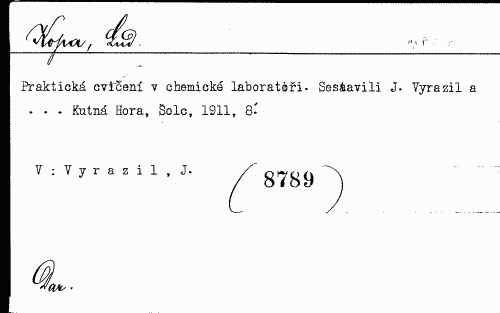 Kopa, Lud.
Praktická cvičení v chemické laboratoři. Sestavili J. Vyrazil a
. . . Kutná Hora, Šolc, 1911, 8.
V : V y r a z i l , J.
(8789)
Dar.